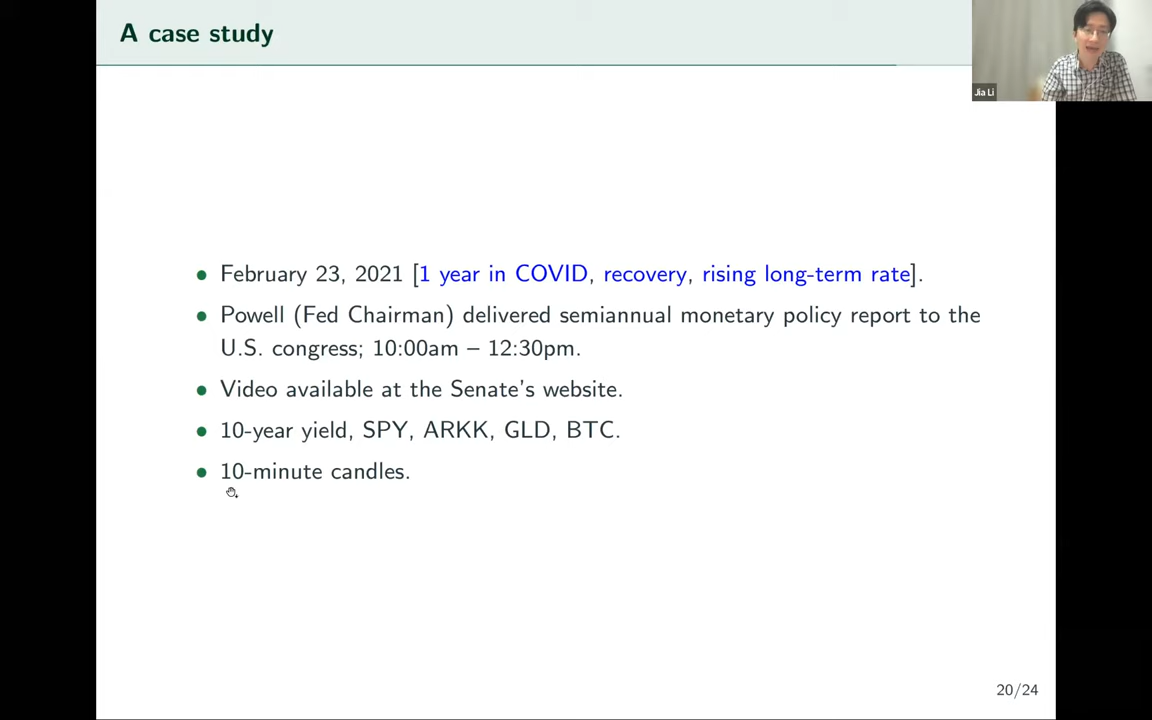 A case study
Jia Li
• February 23, 2021 [1 year in COVID, recovery, rising long-term rate].
• Powell (Fed Chairman) delivered semiannual monetary policy report to the
U.S. congress; 10:00am – 12:30pm.
• Video available at the Senate's website.
• 10-year yield, SPY, ARKK, GLD, BTC.
• 10-minute candles.
20/24